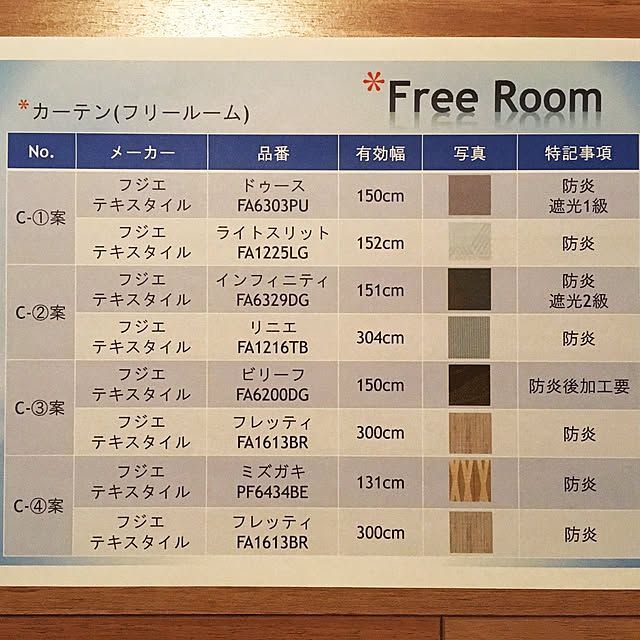 *Free Room
*カーテン(フリールーム)
No. メーカー 品番 有効幅 写真 特記事項
C-①案
フジエ
テキスタイル
ドゥース
FA6303PU
150cm
防炎
遮光1級
フジエ
テキスタイル
ライトスリット
FA1225LG
152cm
防炎
C-②案
フジエ
テキスタイル
インフィニティ
FA6329DG
151cm
防炎
遮光2級
フジエ
テキスタイル
リニエ
FA1216TB
304cm
防炎
C-③案
フジエ
テキスタイル
ビリーフ
FA6200DG
150cm
防炎後加工要
フジエ
テキスタイル
フレッティ
FA1613BR
300cm
防炎
C-④案
フジエ
テキスタイル
ミズガキ
PF6434BE
131cm
防炎
フジエ
テキスタイル
フレッティ
FA1613BR
300cm
防炎